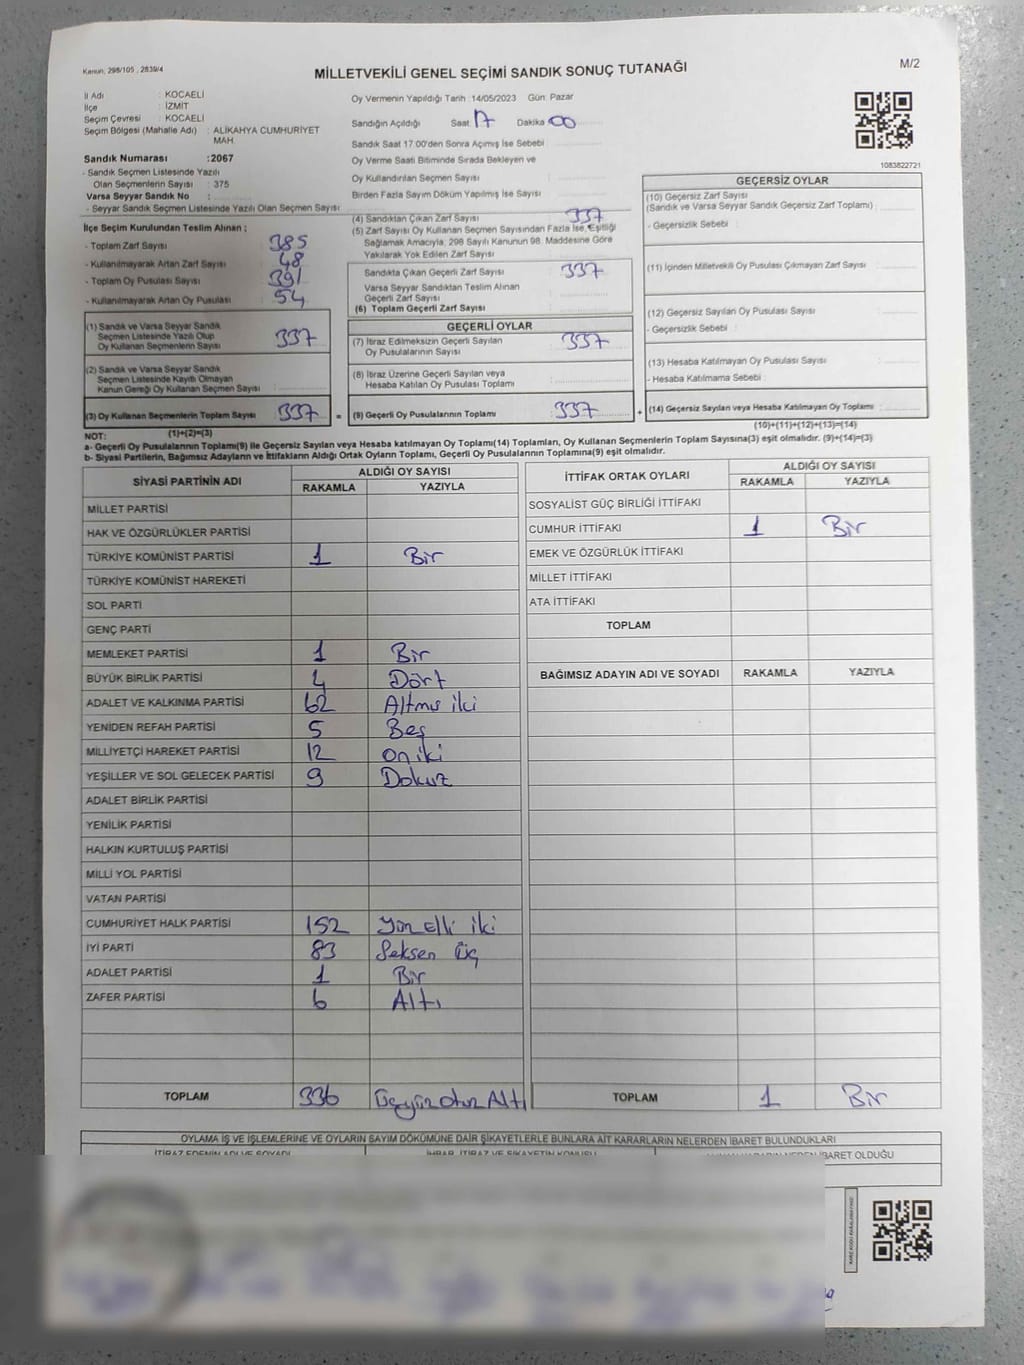 Kanun, 298/105 , 2839/4
M/2
MİLLETVEKİLİ GENEL SEÇİMİ SANDIK SONUÇ TUTANAĞI
İl Adı : KOCAELİ
İlçe : İZMİT
Seçim Çevresi : KOCAELİ
Seçim Bölgesi (Mahalle Adı) : ALİKAHYA CUMHURİYET MAH.
Sandık Numarası : 2067
- Sandık Seçmen Listesinde Yazılı
Olan Seçmenlerin Sayısı : 375
Varsa Seyyar Sandık No :
- Seyyar Sandık Seçmen Listesinde Yazılı Olan Seçmen Sayısı
İlçe Seçim Kurulundan Teslim Alınan ;
- Toplam Zarf Sayısı 385
- Kullanılmayarak Artan Zarf Sayısı 48
- Toplam Oy Pusulası Sayısı 391
- Kullanılmayarak Artan Oy Pusulası 54
(1) Sandık ve Varsa Seyyar Sandık
Seçmen Listesinde Yazılı Olup
Oy Kullanan Seçmenlerin Sayısı 337
(2) Sandık ve Varsa Seyyar Sandık
Seçmen Listesinde Kayıtlı Olmayan
Kanun Gereği Oy Kullanan Seçmen Sayısı :
(3) Oy Kullanan Seçmenlerin Toplam Sayısı 337 =
(1)+(2)=(3)
Oy Vermenin Yapıldığı Tarih :14/05/2023 Gün: Pazar
Sandığın Açıldığı Saat: 17 Dakika 00
Sandık Saat 17:00'den Sonra Açımış İse Sebebi :
Oy Verme Saati Bitiminde Sırada Bekleyen ve
Oy Kullandırılan Seçmen Sayısı :
Birden Fazla Sayım Döküm Yapılmış İse Sayısı :
(4) Sandıktan Çıkan Zarf Sayısı 337
(5) Zarf Sayısı Oy Kullanan Seçmen Sayısından Fazla İse, Eşitliği
Sağlamak Amacıyla, 298 Sayılı Kanunun 98. Maddesine Göre
Yakılarak Yok Edilen Zarf Sayısı :
Sandıkta Çıkan Geçerli Zarf Sayısı 337
Varsa Seyyar Sandıktan Teslim Alınan
Geçerli Zarf Sayısı :
(6) Toplam Geçerli Zarf Sayısı :
GEÇERLİ OYLAR
(7) İtiraz Edilmeksizin Geçerli Sayılan
Oy Pusulalarının Sayısı 337
(8) İtiraz Üzerine Geçerli Sayılan veya
Hesaba Katılan Oy Pusulası Toplamı :
(9) Geçerli Oy Pusulalarının Toplamı : 337 +
1083822721
GEÇERSİZ OYLAR
(10) Geçersiz Zarf Sayısı
(Sandık ve Varsa Seyyar Sandık Geçersiz Zarf Toplamı) :
- Geçersizlik Sebebi :
(11) İçinden Milletvekili Oy Pusulası Çıkmayan Zarf Sayısı :
(12) Geçersiz Sayılan Oy Pusulası Sayısı :
- Geçersizlik Sebebi :
(13) Hesaba Katılmayan Oy Pusulası Sayısı :
- Hesaba Katılmama Sebebi :
(14) Geçersiz Sayılan veya Hesaba Katılmayan Oy Toplamı :
(10)+(11)+(12)+(13)=(14)
NOT:
a- Geçerli Oy Pusulalarının Toplamı(9) ile Geçersiz Sayılan veya Hesaba katılmayan Oy Toplamı(14) Toplamları, Oy Kullanan Seçmenlerin Toplam Sayısına(3) eşit olmalıdır. (9)+(14)=(3)
b- Siyasi Partilerin, Bağımsız Adayların ve İttifakların Aldığı Ortak Oyların Toplamı, Geçerli Oy Pusulalarının Toplamına(9) eşit olmalıdır.
SİYASİ PARTİNİN ADI ALDIĞI OY SAYISI
RAKAMLA YAZIYLA
MİLLET PARTİSİ
HAK VE ÖZGÜRLÜKLER PARTİSİ
TÜRKİYE KOMÜNİST PARTİSİ 1 Bir
TÜRKİYE KOMÜNİST HAREKETİ
SOL PARTİ
GENÇ PARTİ
MEMLEKET PARTİSİ 1 Bir
BÜYÜK BİRLİK PARTİSİ 4 Dört
ADALET VE KALKINMA PARTİSİ 62 Altmış iki
YENİDEN REFAH PARTİSİ 5 Beş
MİLLİYETÇİ HAREKET PARTİSİ 12 on iki
YEŞİLLER VE SOL GELECEK PARTİSİ 9 Dokuz
ADALET BİRLİK PARTİSİ
YENİLİK PARTİSİ
HALKIN KURTULUŞ PARTİSİ
MİLLİ YOL PARTİSİ
VATAN PARTİSİ
CUMHURİYET HALK PARTİSİ 152 Yüz elli iki
İYİ PARTİ 83 Seksen üç
ADALET PARTİSİ 1 Bir
ZAFER PARTİSİ 6 Altı
TOPLAM 336 Üçyüz otuz Altı
İTTİFAK ORTAK OYLARI ALDIĞI OY SAYISI
RAKAMLA YAZIYLA
SOSYALİST GÜÇ BİRLİĞİ İTTİFAKI
CUMHUR İTTİFAKI 1 Bir
EMEK VE ÖZGÜRLÜK İTTİFAKI
MİLLET İTTİFAKI
ATA İTTİFAKI
TOPLAM
BAĞIMSIZ ADAYIN ADI VE SOYADI RAKAMLA YAZIYLA
TOPLAM 1 Bir
OYLAMA İŞ VE İŞLEMLERİNE VE OYLARIN SAYIM DÖKÜMÜNE DAİR ŞİKAYETLERLE BUNLARA AİT KARARLARIN NELERDEN İBARET BULUNDUKLARI
İTİRAZ EDENİN ADI VE SOYADI İHBAR, İTİRAZ VE ŞİKAYETİN KONUSU İBARET OLDUĞU